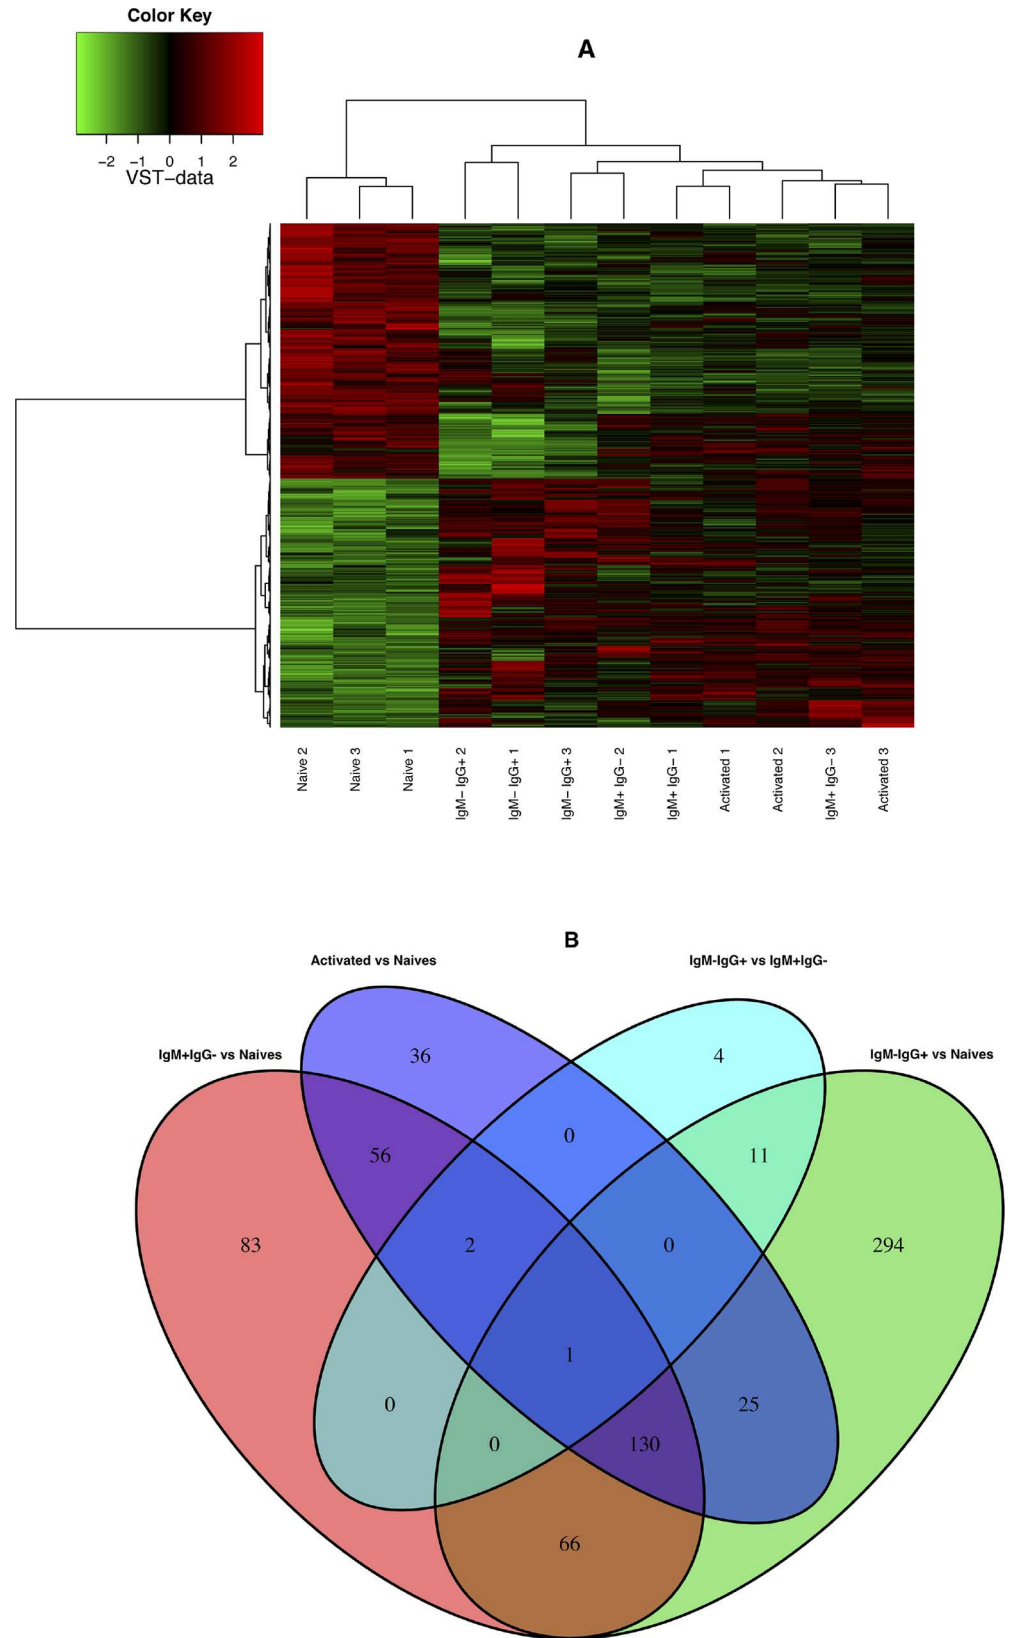 Color Key
−2 −1 0 1 2
VST−data
A
Naive 2
Naive 3
Naive 1
IgM− IgG+ 2
IgM− IgG+ 1
IgM− IgG+ 3
IgM+ IgG− 2
IgM+ IgG− 1
Activated 1
Activated 2
IgM+ IgG− 3
Activated 3
B
Activated vs Naives
IgM-IgG+ vs IgM+IgG-
IgM+IgG- vs Naives
IgM-IgG+ vs Naives
36
4
0
56
11
83
2
0
294
1
0
25
0
130
66